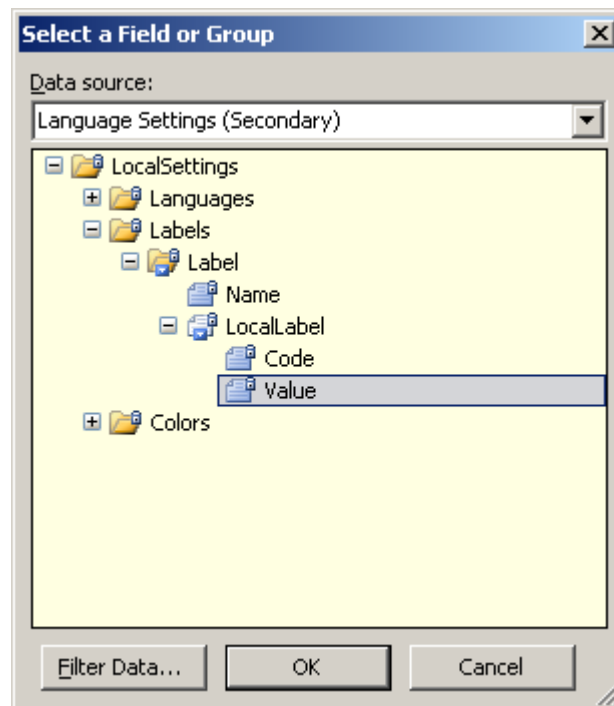 Select a Field or Group
Data source:
Language Settings (Secondary)
LocalSettings
Languages
Labels
Label
Name
LocalLabel
Code
Value
Colors
Filter Data... OK Cancel